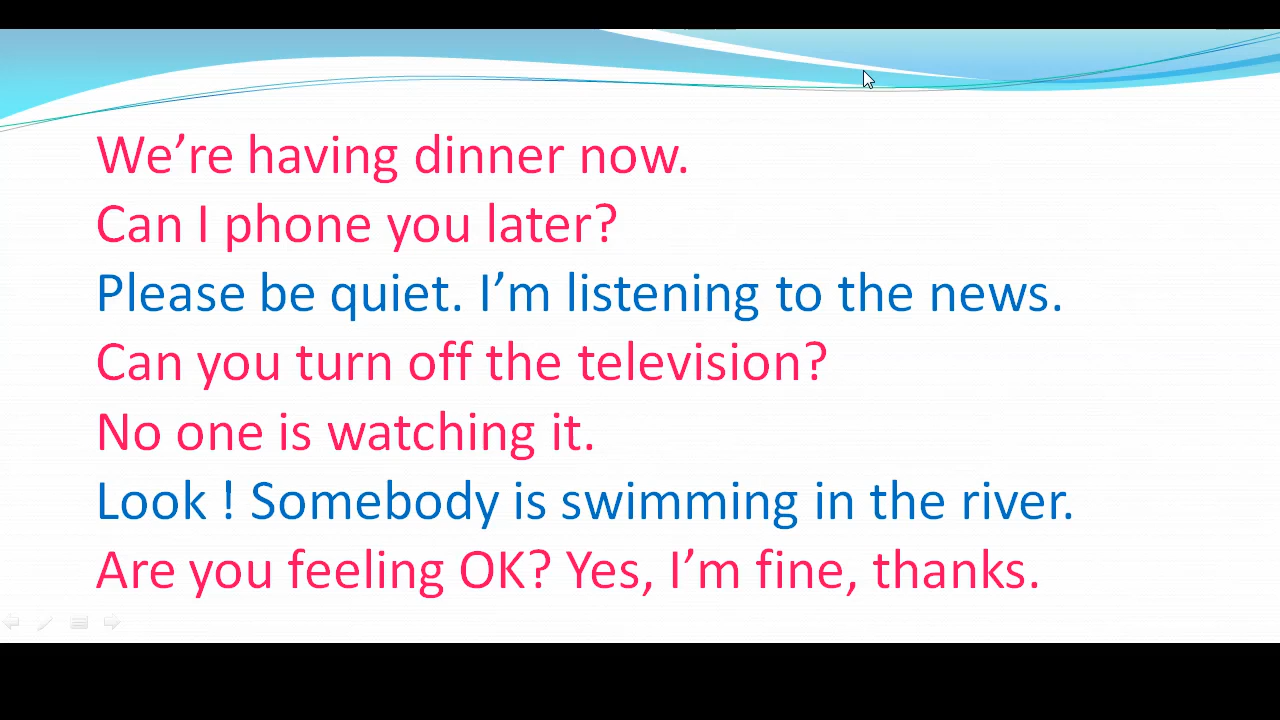 We’re having dinner now.
Can I phone you later?
Please be quiet. I’m listening to the news.
Can you turn off the television?
No one is watching it.
Look ! Somebody is swimming in the river.
Are you feeling OK? Yes, I’m fine, thanks.